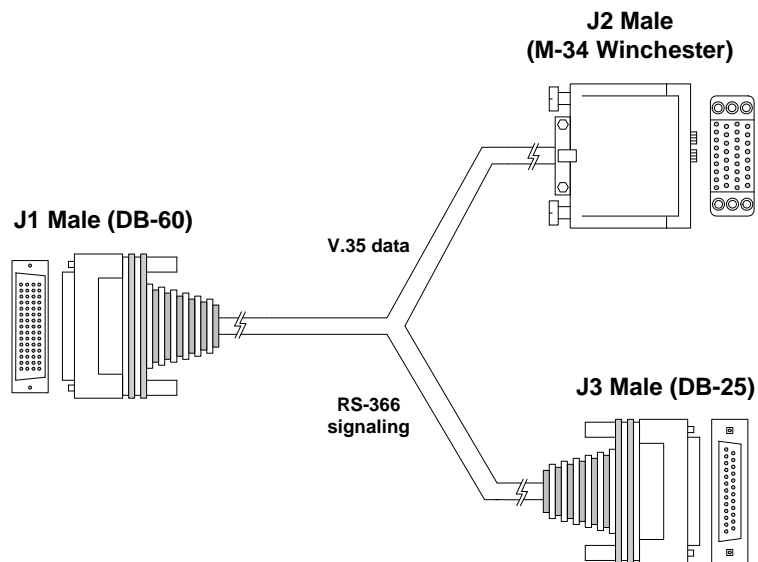 J2 Male
(M-34 Winchester)
J1 Male (DB-60)
V.35 data
J3 Male (DB-25)
RS-366
signaling